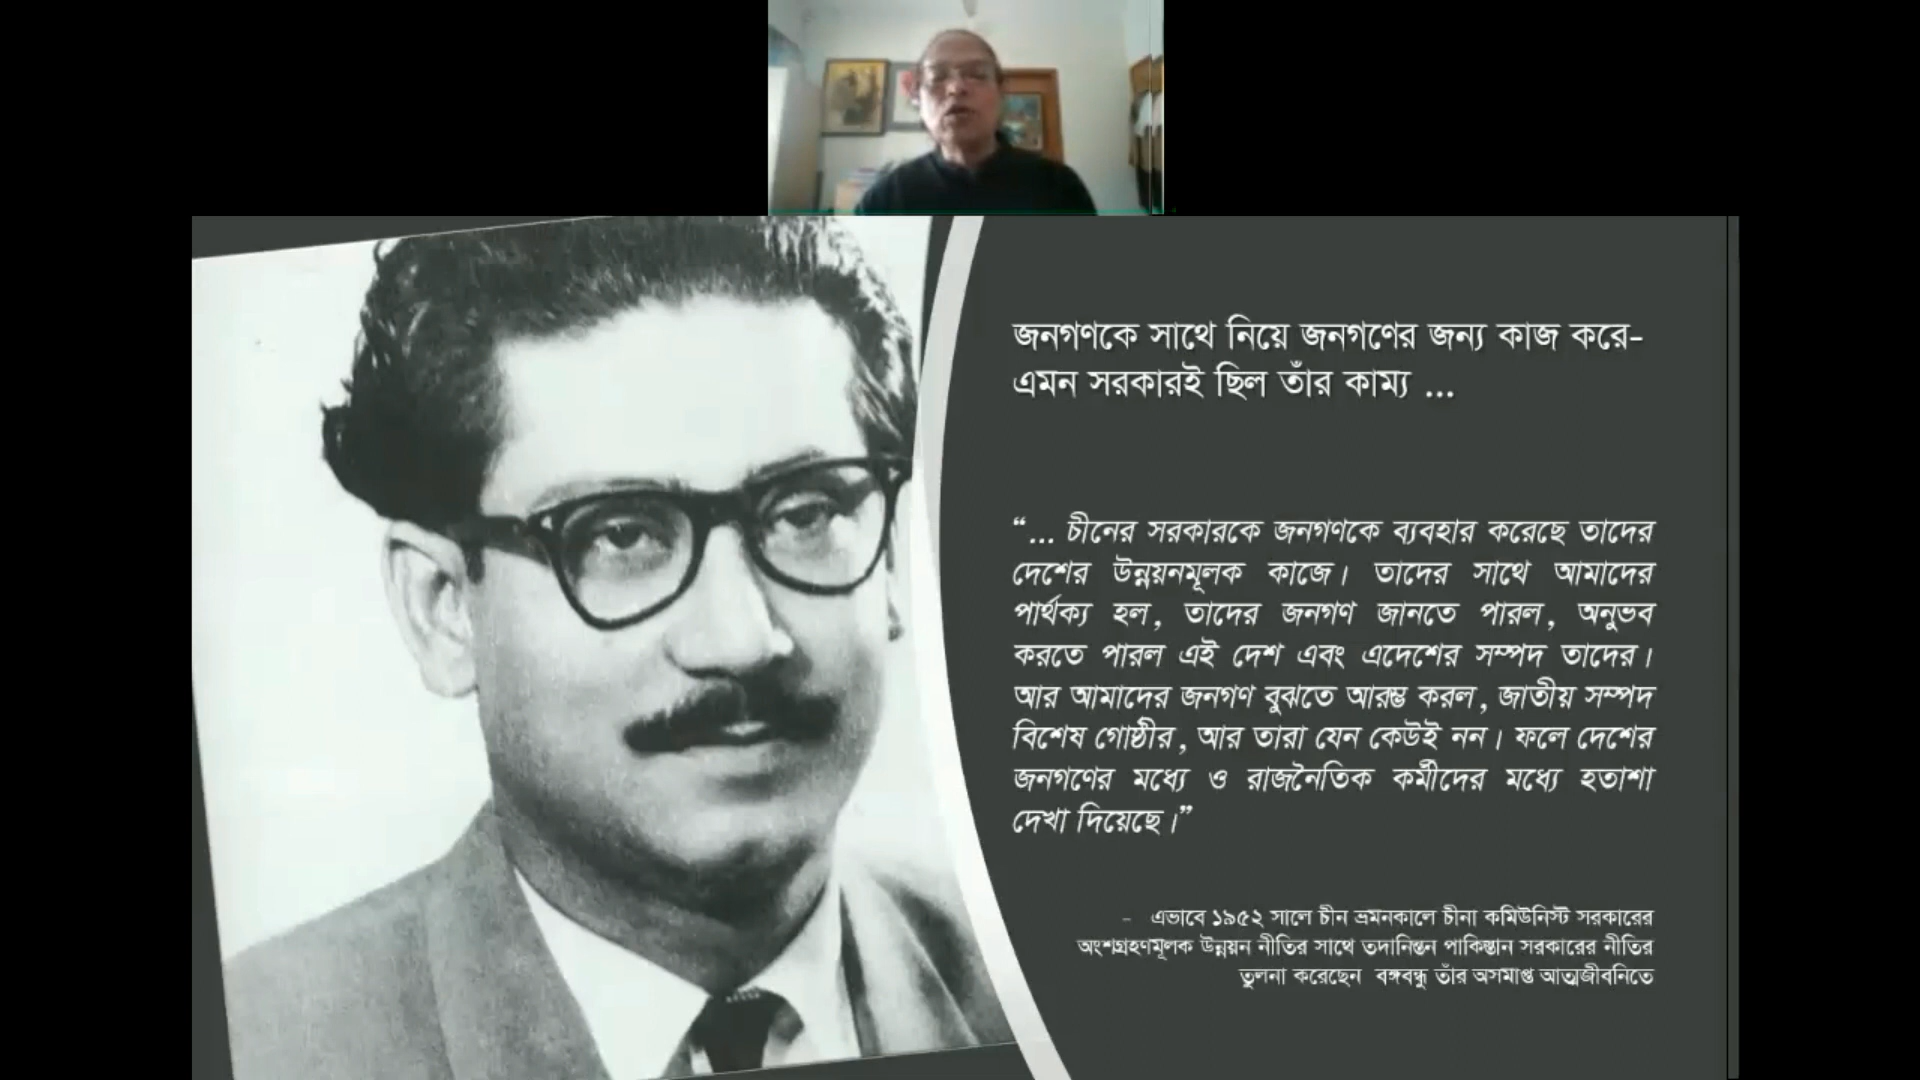 জনগণকে সাথে নিয়ে জনগণের জন্য কাজ করে-
এমন সরকারই ছিল তাঁর কাম্য ...
“... চীনের সরকারকে জনগণকে ব্যবহার করেছে তাদের
দেশের উন্নয়নমূলক কাজে। তাদের সাথে আমাদের
পার্থক্য হল, তাদের জনগণ জানতে পারল, অনুভব
করতে পারল এই দেশ এবং এদেশের সম্পদ তাদের।
আর আমাদের জনগণ বুঝতে আরম্ভ করল, জাতীয় সম্পদ
বিশেষ গোষ্ঠীর, আর তারা যেন কেউই নন। ফলে দেশের
জনগণের মধ্যে ও রাজনৈতিক কর্মীদের মধ্যে হতাশা
দেখা দিয়েছে।”
- এভাবে ১৯৫২ সালে চীন ভ্রমনকালে চীনা কমিউনিস্ট সরকারের
অংশগ্রহণমূলক উন্নয়ন নীতির সাথে তদানিন্তন পাকিস্তান সরকারের নীতির
তুলনা করেছেন বঙ্গবন্ধু তাঁর অসমাপ্ত আত্মজীবনিতে